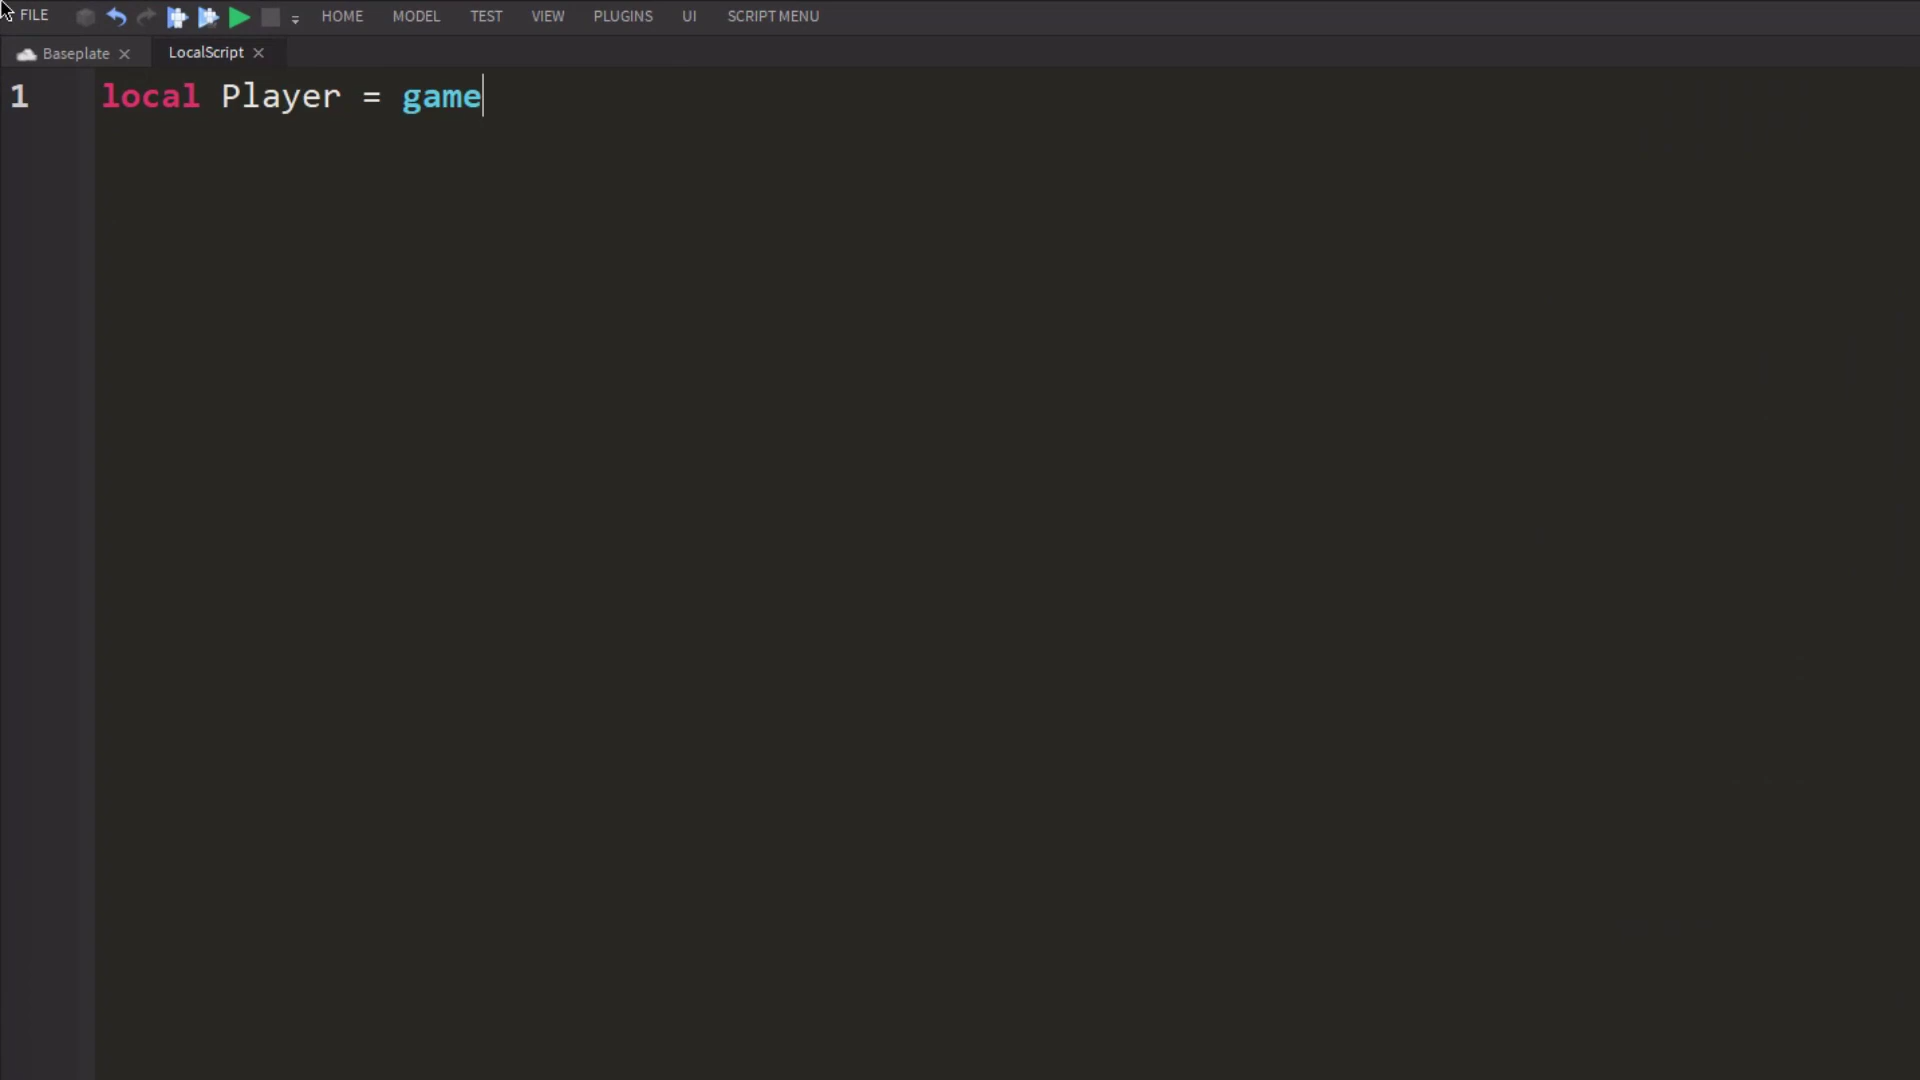 FILE HOME MODEL TEST VIEW PLUGINS UI SCRIPT MENU
Baseplate LocalScript
1 local Player = game